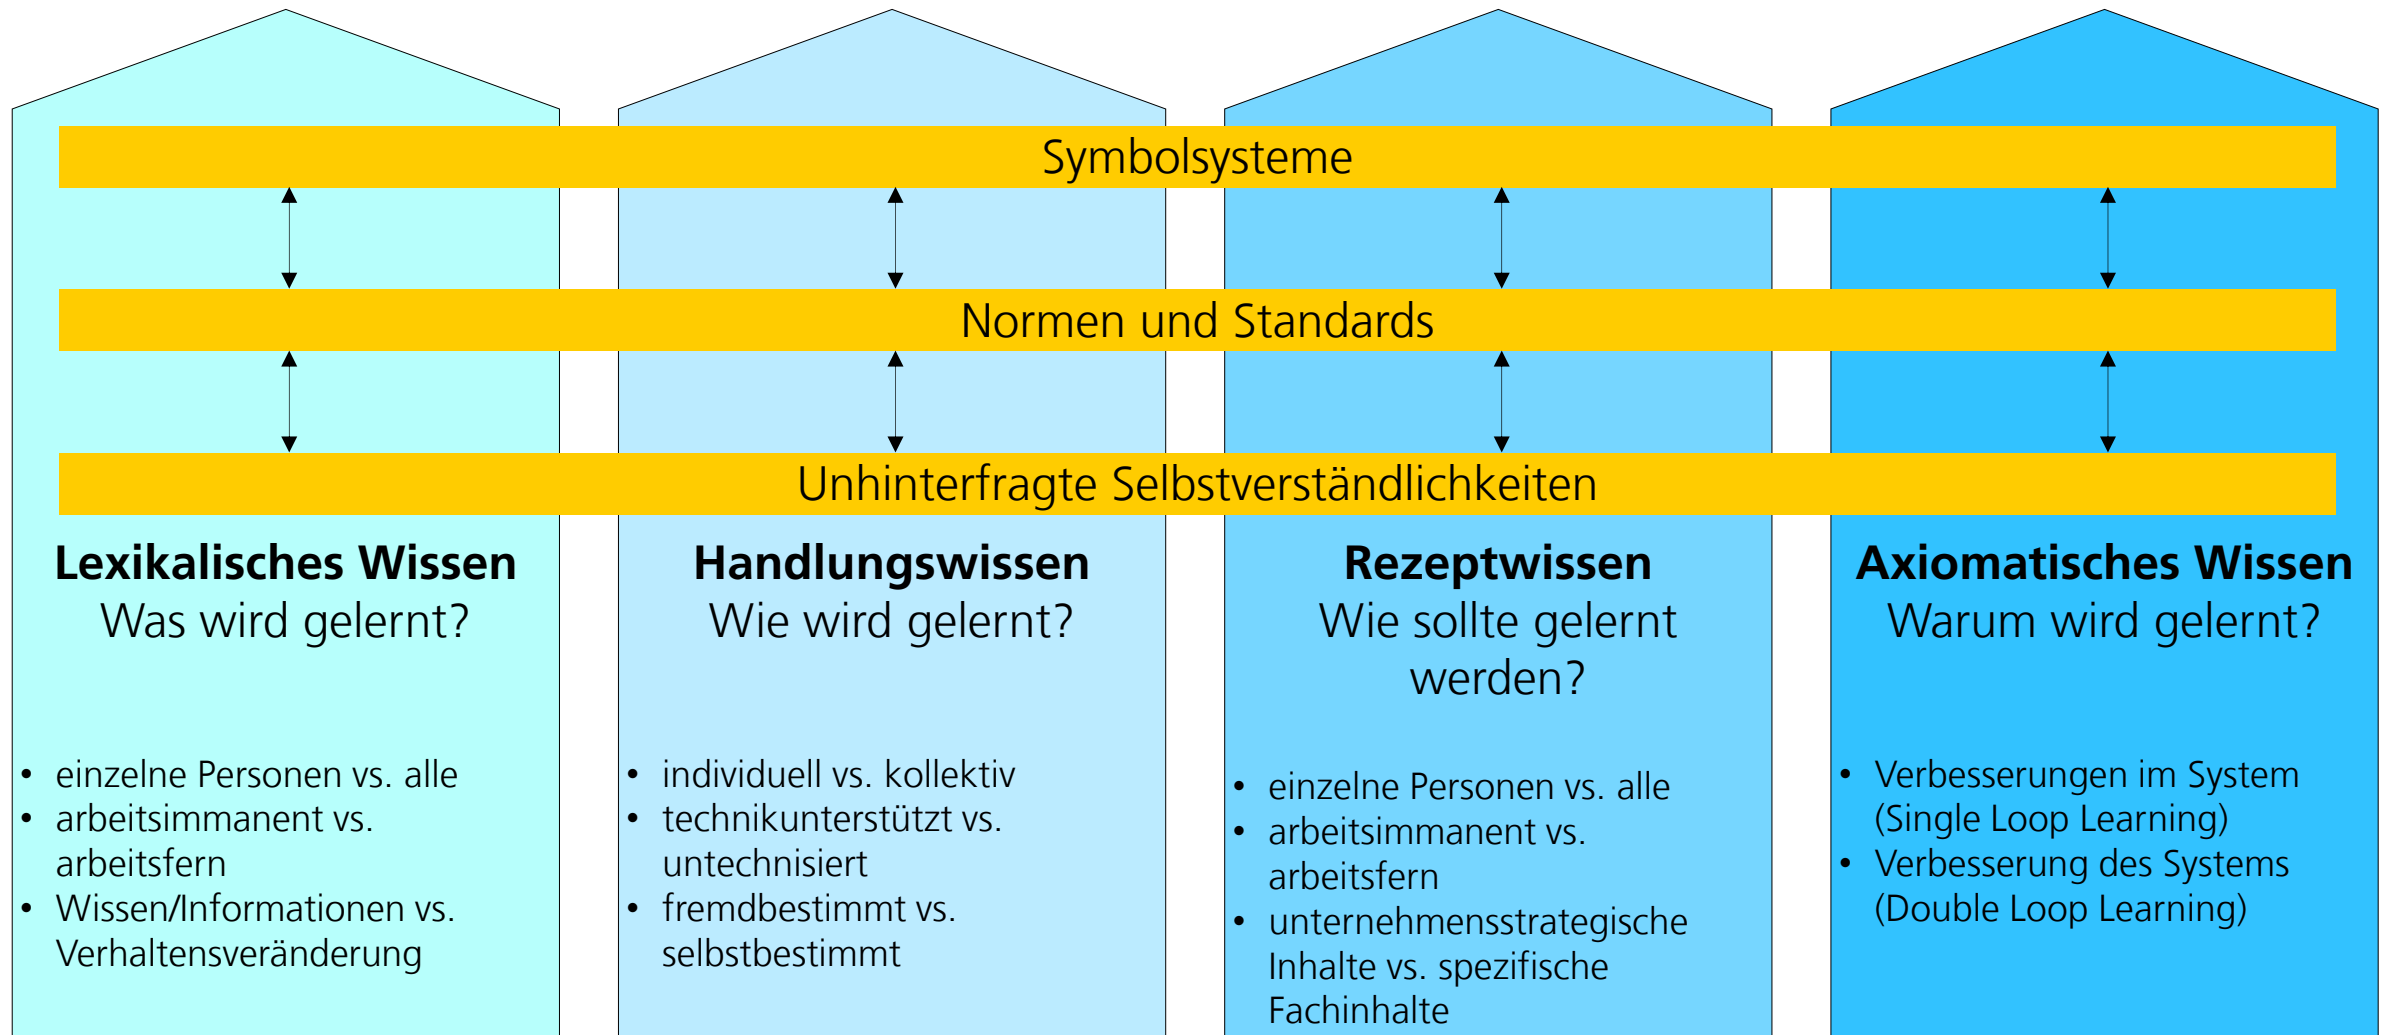 Symbolsysteme
Normen und Standards
Unhinterfragte Selbstverständlichkeiten
Lexikalisches Wissen
Was wird gelernt?
• einzelne Personen vs. alle
• arbeitsimmanent vs.
arbeitsfern
• Wissen/Informationen vs.
Verhaltensveränderung
Handlungswissen
Wie wird gelernt?
• individuell vs. kollektiv
• technikunterstützt vs.
untechnisiert
• fremdbestimmt vs.
selbstbestimmt
Rezeptwissen
Wie sollte gelernt
werden?
• einzelne Personen vs. alle
• arbeitsimmanent vs.
arbeitsfern
• unternehmensstrategische
Inhalte vs. spezifische
Fachinhalte
Axiomatisches Wissen
Warum wird gelernt?
• Verbesserungen im System
(Single Loop Learning)
• Verbesserung des Systems
(Double Loop Learning)